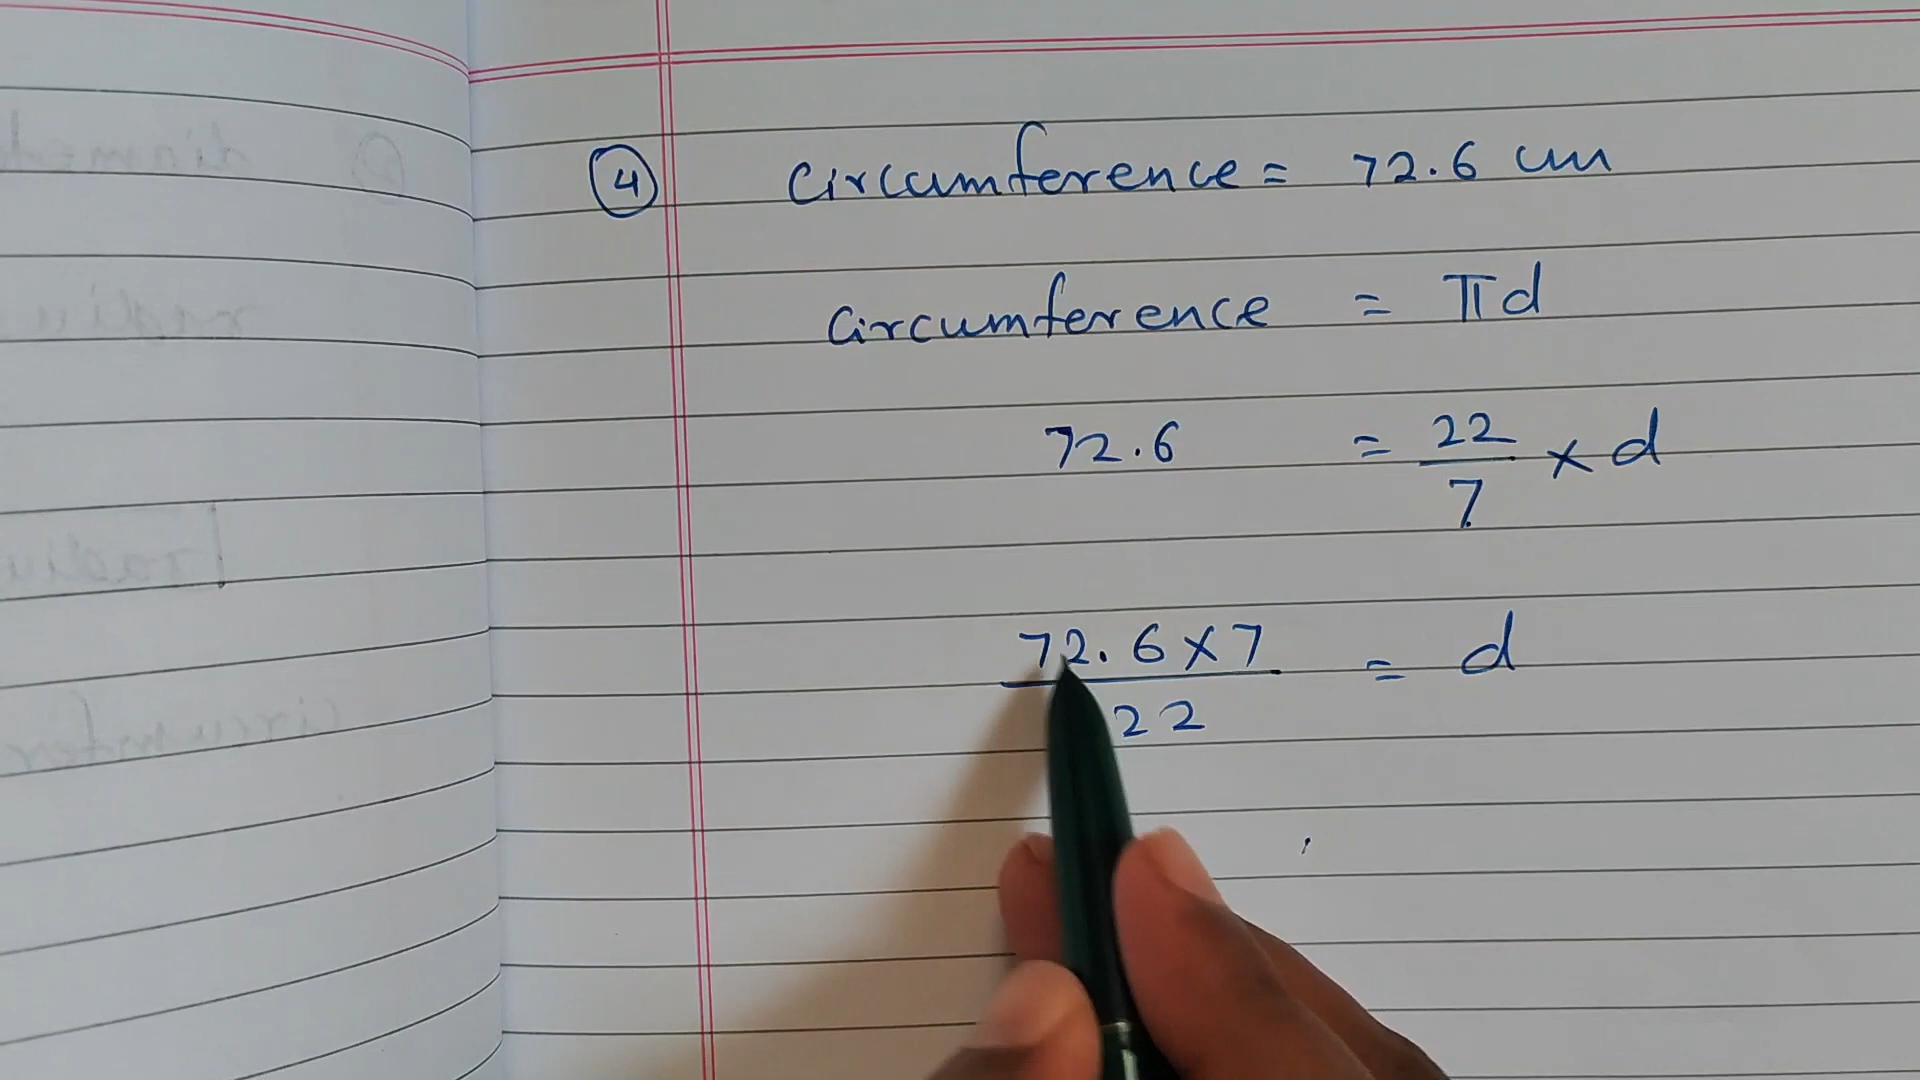 ④ Circumference = 72.6 cm
Circumference = πd
72.6 = 22/7 × d
72.6 × 7 / 22 = d